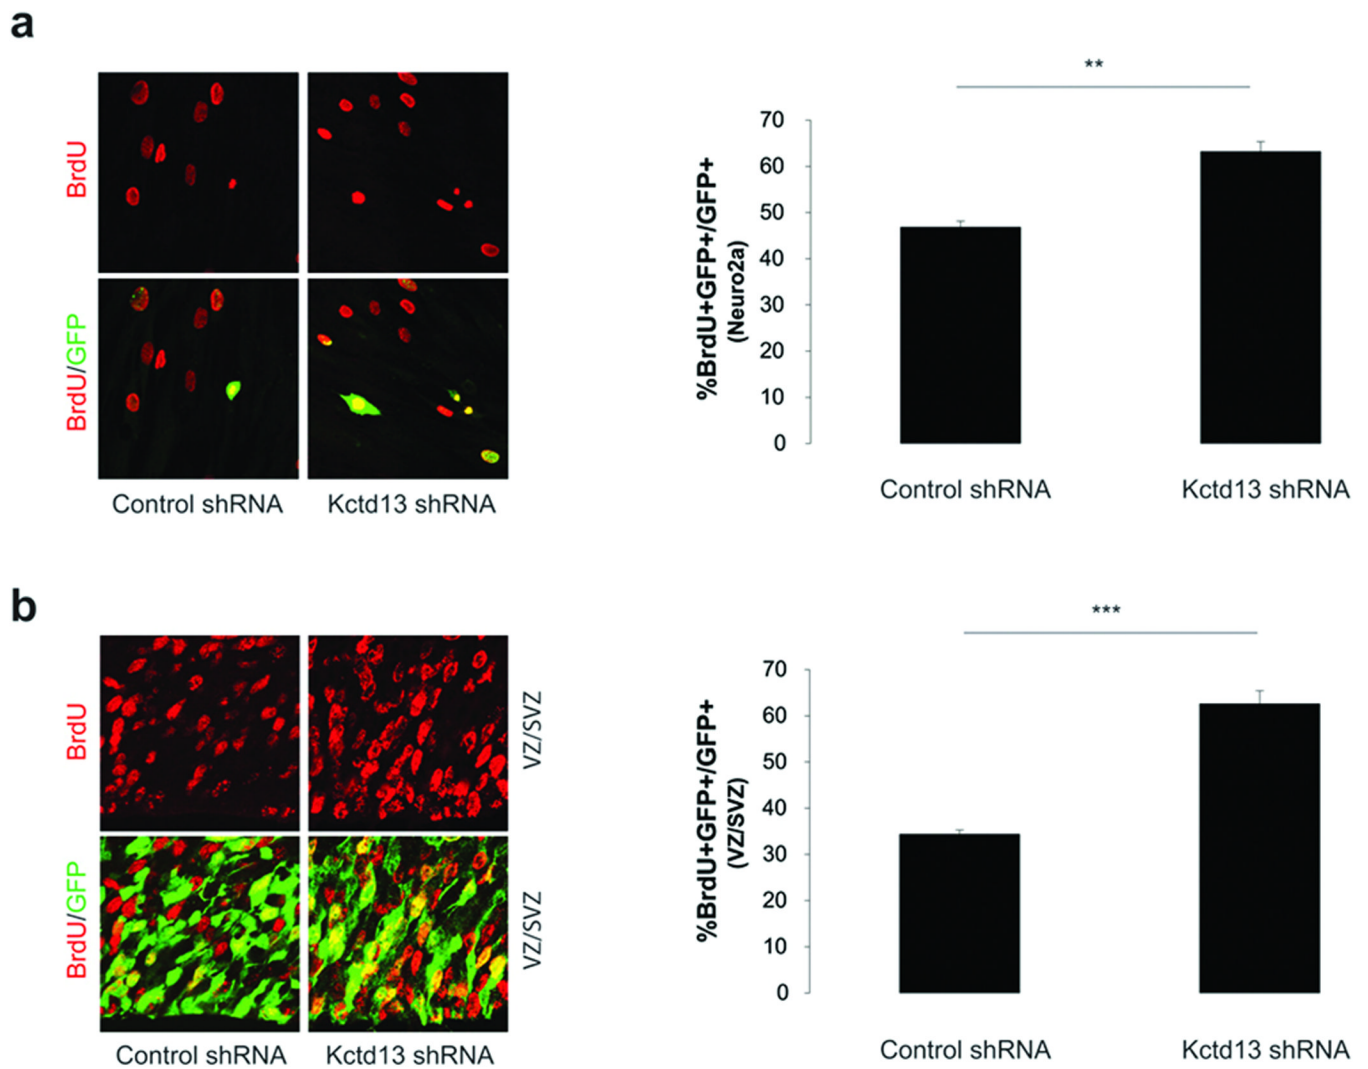 a
BrdU
BrdU/GFP
Control shRNA
Kctd13 shRNA
**
%BrdU+GFP+/GFP+
(Neuro2a)
70
60
50
40
30
20
10
0
Control shRNA
Kctd13 shRNA
b
BrdU
VZ/SVZ
BrdU/GFP
VZ/SVZ
Control shRNA
Kctd13 shRNA
***
%BrdU+GFP+/GFP+
(VZ/SVZ)
70
60
50
40
30
20
10
0
Control shRNA
Kctd13 shRNA